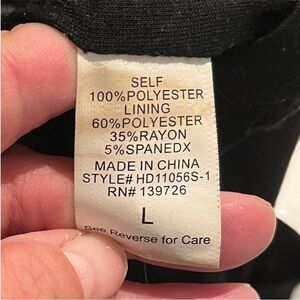 SELF
100%POLYESTER
LINING
60%POLYESTER
35%RAYON
5%SPANEDX
MADE IN CHINA
STYLE# HD11056S-1
RN# 139726
L
See Reverse for Care